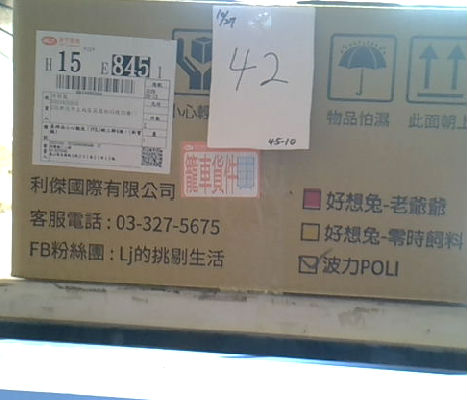 10/27
42
45-10
H 15 E 845 1
小心輕
物品怕濕
此面朝上
籠車貨件
利傑國際有限公司
客服電話 : 03-327-5675
FB粉絲團 : Lj的挑剔生活
好想兔-老爺爺
好想兔-零時飼料
波力POLI